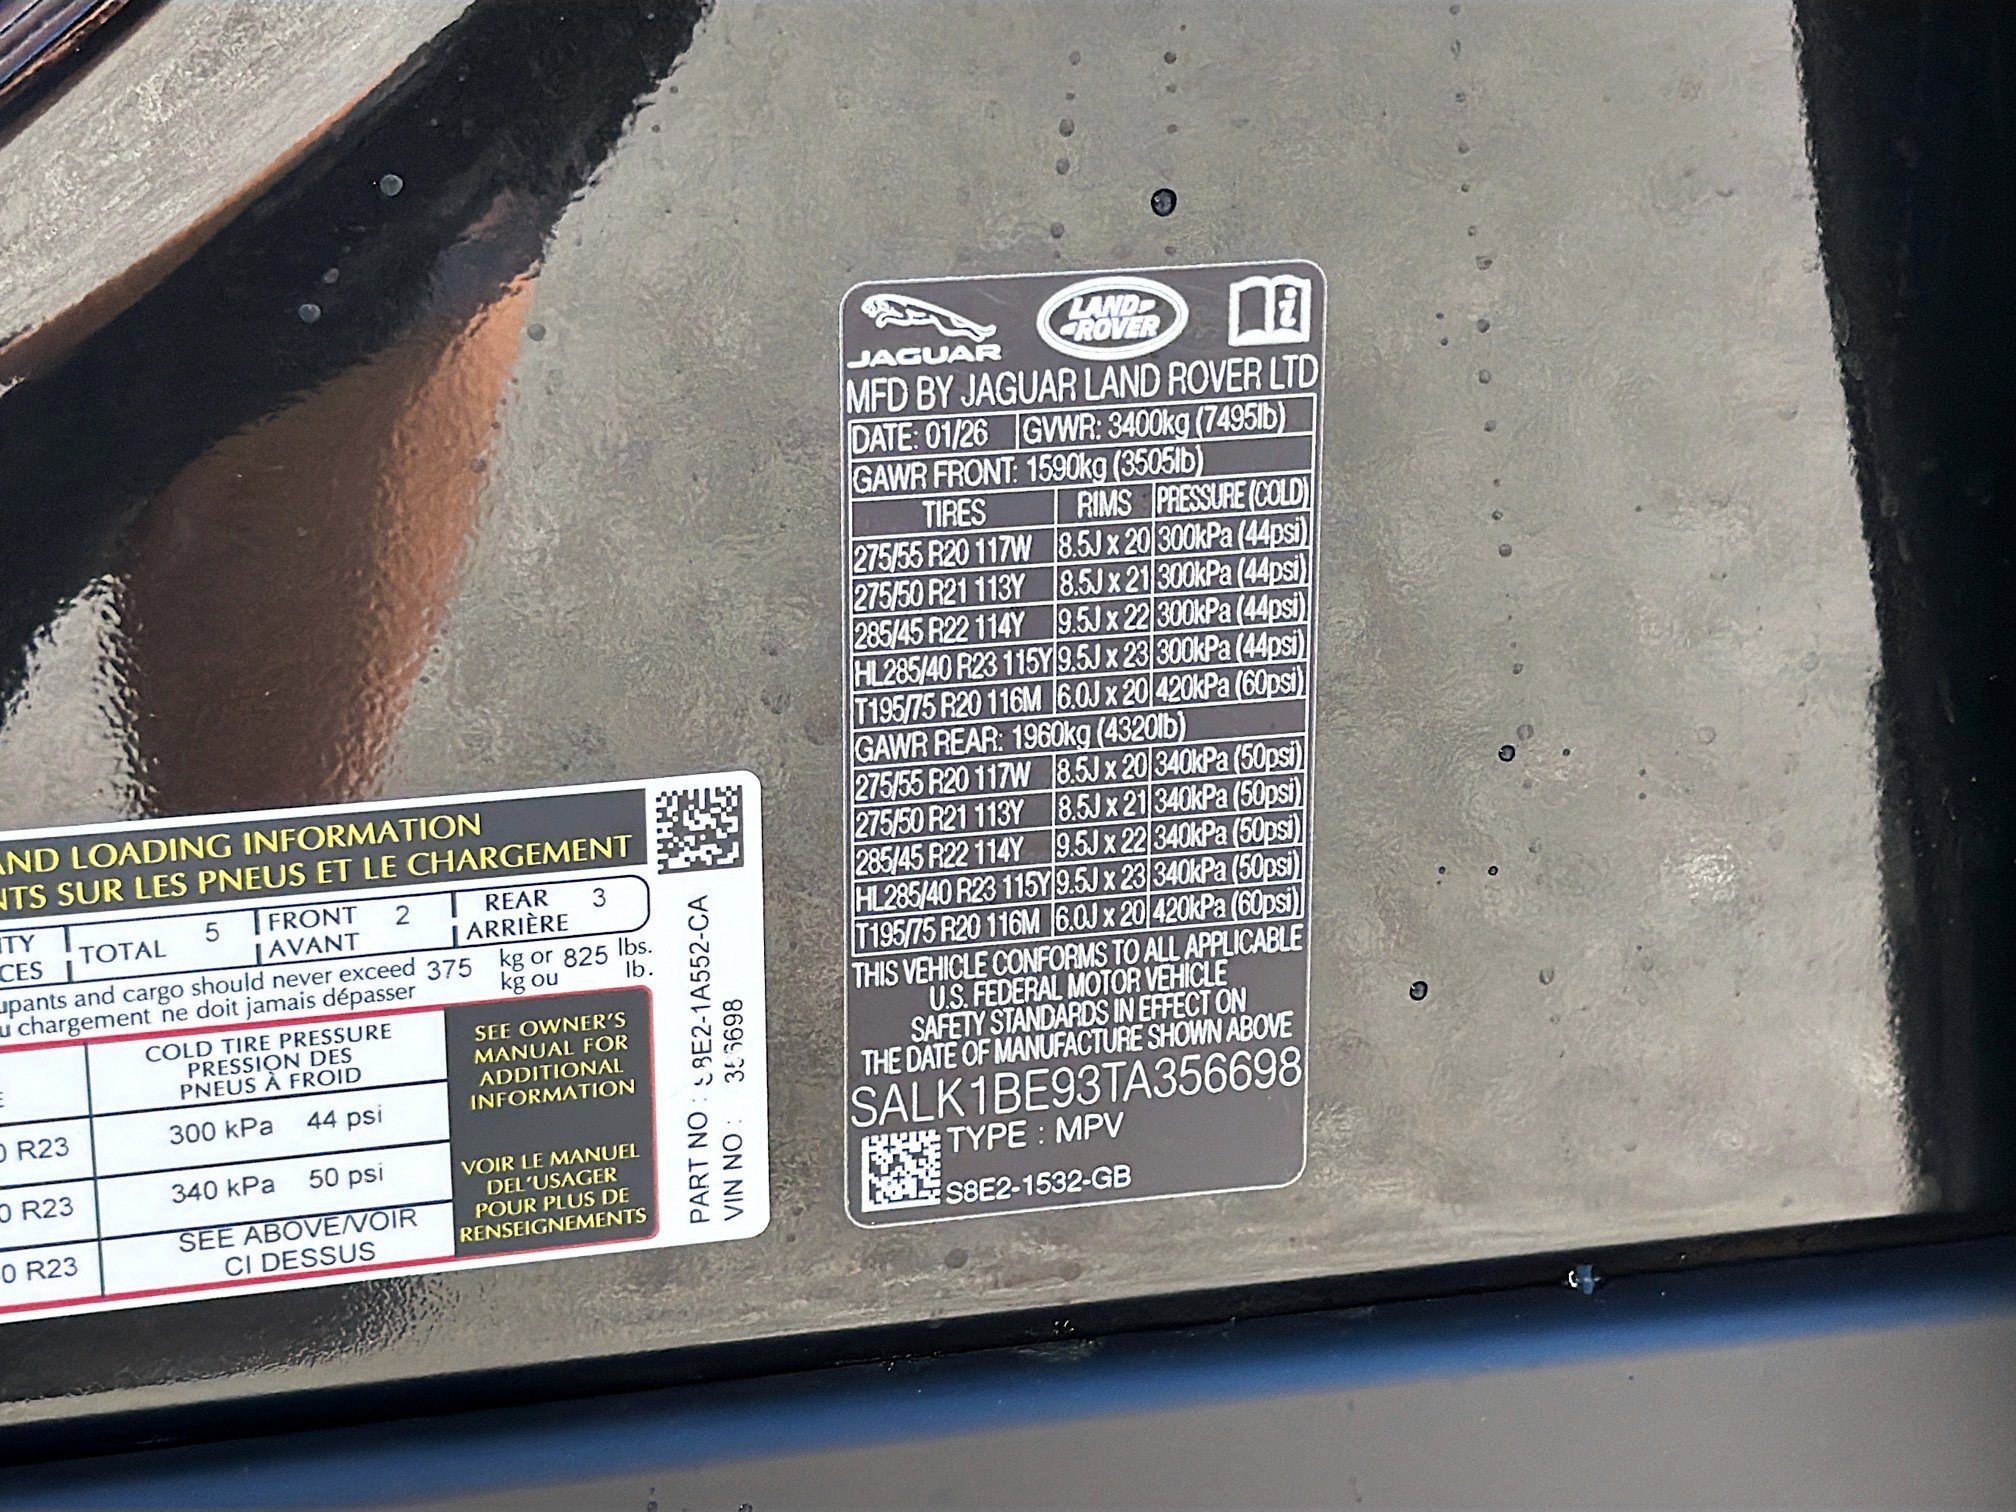 AND LOADING INFORMATION
NTS SUR LES PNEUS ET LE CHARGEMENT
TOTAL 5 FRONT AVANT 2 REAR ARRIÈRE 3
upants and cargo should never exceed 375 kg or 825 lbs.
u chargement ne doit jamais dépasser kg ou lb.
COLD TIRE PRESSURE
PRESSION DES
PNEUS À FROID
0 R23 300 kPa 44 psi
0 R23 340 kPa 50 psi
0 R23 SEE ABOVE/VOIR
CI DESSUS
SEE OWNER'S
MANUAL FOR
ADDITIONAL
INFORMATION
VOIR LE MANUEL
DEL'USAGER
POUR PLUS DE
RENSEIGNEMENTS
PART NO : S8E2-1A552-CA
VIN NO : 356698
JAGUAR
LAND-
-ROVER
i
MFD BY JAGUAR LAND ROVER LTD
DATE: 01/26 GVWR: 3400kg (7495lb)
GAWR FRONT: 1590kg (3505lb)
TIRES RIMS PRESSURE (COLD)
275/55 R20 117W 8.5J x 20 300kPa (44psi)
275/50 R21 113Y 8.5J x 21 300kPa (44psi)
285/45 R22 114Y 9.5J x 22 300kPa (44psi)
HL285/40 R23 115Y 9.5J x 23 300kPa (44psi)
T195/75 R20 116M 6.0J x 20 420kPa (60psi)
GAWR REAR: 1960kg (4320lb)
275/55 R20 117W 8.5J x 20 340kPa (50psi)
275/50 R21 113Y 8.5J x 21 340kPa (50psi)
285/45 R22 114Y 9.5J x 22 340kPa (50psi)
HL285/40 R23 115Y 9.5J x 23 340kPa (50psi)
T195/75 R20 116M 6.0J x 20 420kPa (60psi)
THIS VEHICLE CONFORMS TO ALL APPLICABLE
U.S. FEDERAL MOTOR VEHICLE
SAFETY STANDARDS IN EFFECT ON
THE DATE OF MANUFACTURE SHOWN ABOVE
SALK1BE93TA356698
TYPE : MPV
S8E2-1532-GB